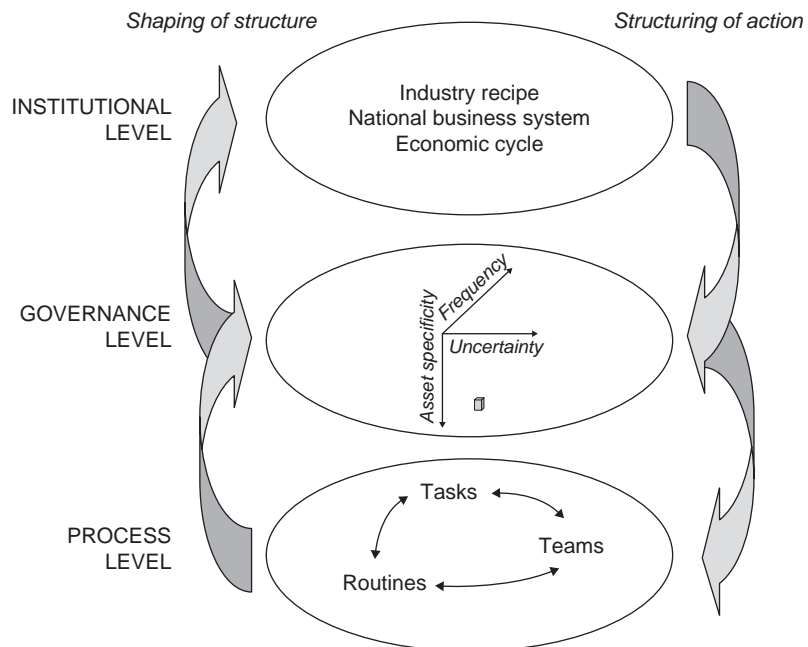 Shaping of structure
Structuring of action
INSTITUTIONAL
LEVEL
Industry recipe
National business system
Economic cycle
GOVERNANCE
LEVEL
Asset specificity
Frequency
Uncertainty
PROCESS
LEVEL
Tasks
Teams
Routines